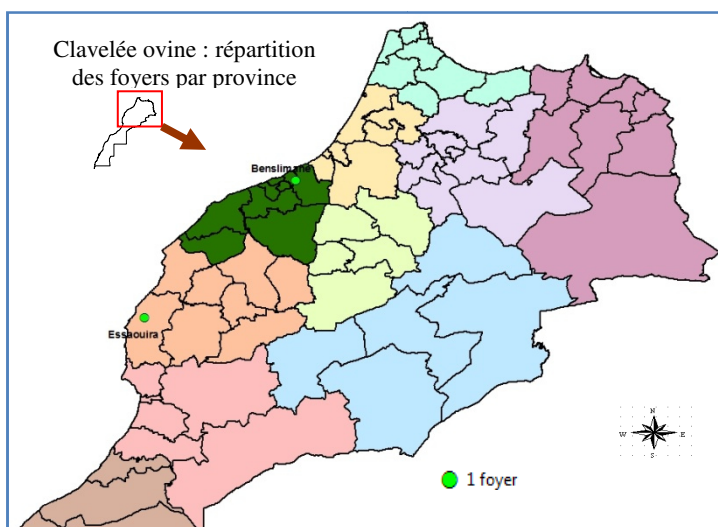 Clavelée ovine : répartition
des foyers par province
Benslimane
Essaouira
N
W E
S
1 foyer